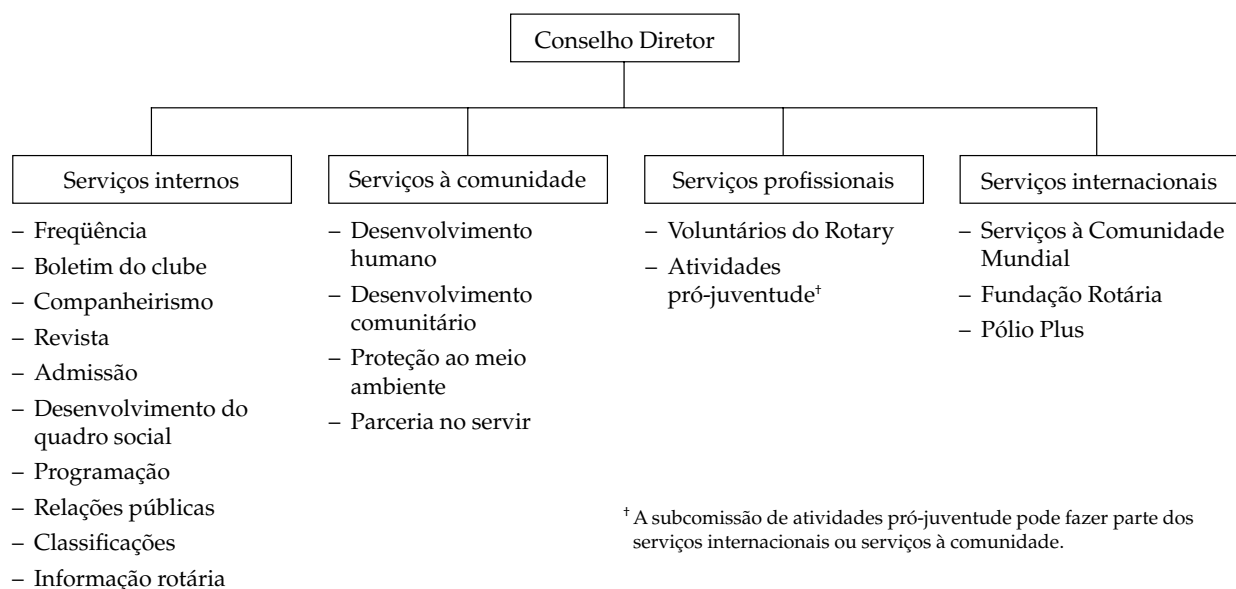 Conselho Diretor
Serviços internos
– Freqüência
– Boletim do clube
– Companheirismo
– Revista
– Admissão
– Desenvolvimento do
quadro social
– Programação
– Relações públicas
– Classificações
– Informação rotária
Serviços à comunidade
– Desenvolvimento
humano
– Desenvolvimento
comunitário
– Proteção ao meio
ambiente
– Parceria no servir
Serviços profissionais
– Voluntários do Rotary
– Atividades
pró-juventude†
Serviços internacionais
– Serviços à Comunidade
Mundial
– Fundação Rotária
– Pólio Plus
† A subcomissão de atividades pró-juventude pode fazer parte dos
serviços internacionais ou serviços à comunidade.